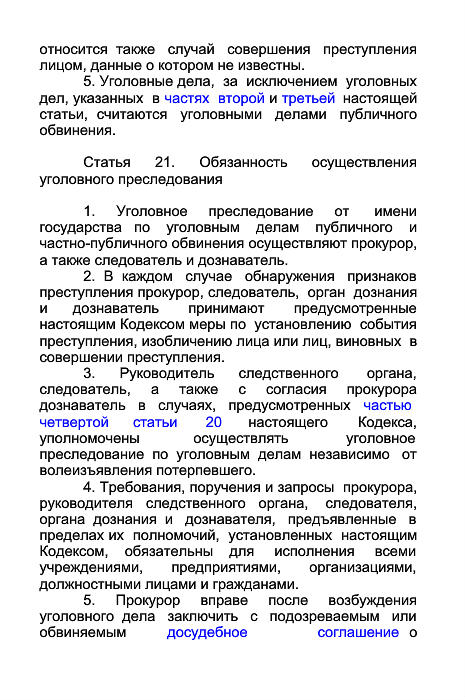 относится также случай совершения преступления
лицом, данные о котором не известны.
5. Уголовные дела, за исключением уголовных
дел, указанных в частях второй и третьей настоящей
статьи, считаются уголовными делами публичного
обвинения.
Статья 21. Обязанность осуществления
уголовного преследования
1. Уголовное преследование от имени
государства по уголовным делам публичного и
частно-публичного обвинения осуществляют прокурор,
а также следователь и дознаватель.
2. В каждом случае обнаружения признаков
преступления прокурор, следователь, орган дознания
и дознаватель принимают предусмотренные
настоящим Кодексом меры по установлению события
преступления, изобличению лица или лиц, виновных в
совершении преступления.
3. Руководитель следственного органа,
следователь, а также с согласия прокурора
дознаватель в случаях, предусмотренных частью
четвертой статьи 20 настоящего Кодекса,
уполномочены осуществлять уголовное
преследование по уголовным делам независимо от
волеизъявления потерпевшего.
4. Требования, поручения и запросы прокурора,
руководителя следственного органа, следователя,
органа дознания и дознавателя, предъявленные в
пределах их полномочий, установленных настоящим
Кодексом, обязательны для исполнения всеми
учреждениями, предприятиями, организациями,
должностными лицами и гражданами.
5. Прокурор вправе после возбуждения
уголовного дела заключить с подозреваемым или
обвиняемым досудебное соглашение о